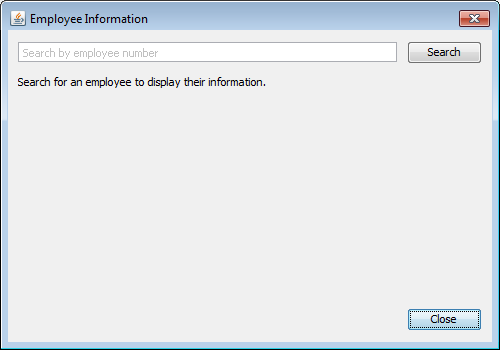 Employee Information
Search by employee number
Search
Search for an employee to display their information.
Close